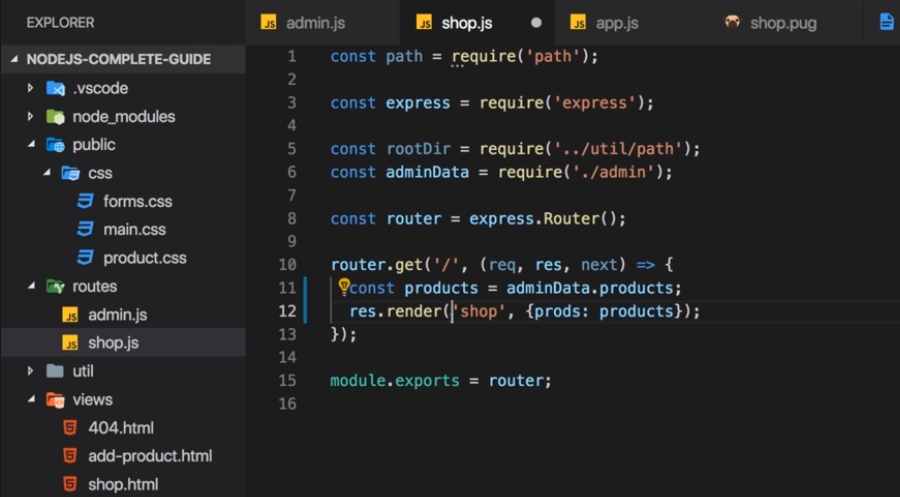 EXPLORER
NODEJS-COMPLETE-GUIDE
.vscode
node_modules
public
css
forms.css
main.css
product.css
routes
JS admin.js
JS shop.js
util
views
404.html
add-product.html
shop.html
JS admin.js
JS shop.js
JS app.js
shop.pug
1 const path = require('path');
2
3 const express = require('express');
4
5 const rootDir = require('../util/path');
6 const adminData = require('./admin');
7
8 const router = express.Router();
9
10 router.get('/', (req, res, next) => {
11 const products = adminData.products;
12 res.render('shop', {prods: products});
13 });
14
15 module.exports = router;
16